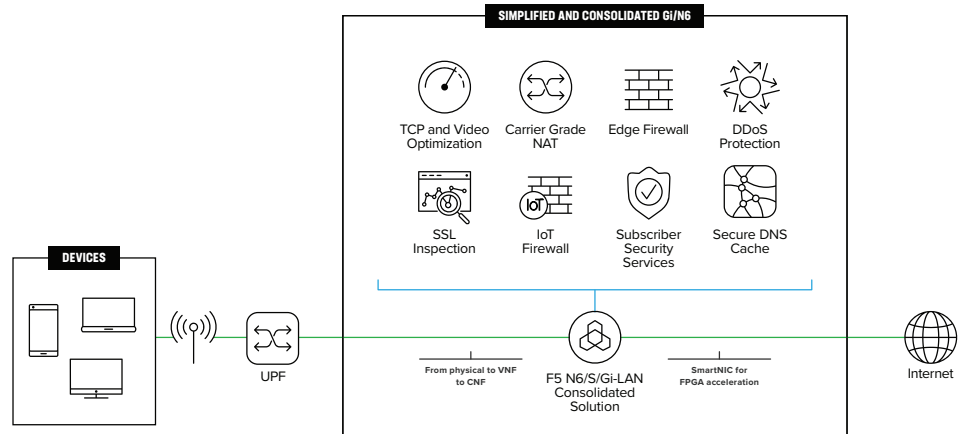 SIMPLIFIED AND CONSOLIDATED Gi/N6
TCP and Video
Optimization
Carrier Grade
NAT
Edge Firewall
DDoS
Protection
SSL
Inspection
IoT
IoT
Firewall
Subscriber
Security
Services
Secure DNS
Cache
DEVICES
UPF
From physical to VNF
to CNF
F5 N6/S/Gi-LAN
Consolidated
Solution
SmartNIC for
FPGA acceleration
Internet